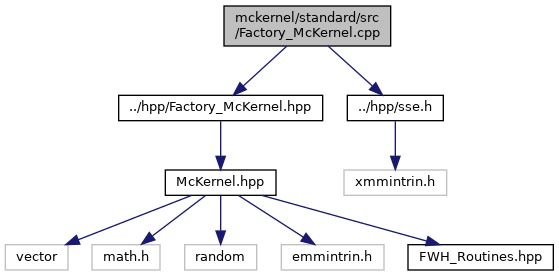 mckernel/standard/src
/Factory_McKernel.cpp
../hpp/Factory_McKernel.hpp
../hpp/sse.h
McKernel.hpp
xmmintrin.h
vector
math.h
random
emmintrin.h
FWH_Routines.hpp